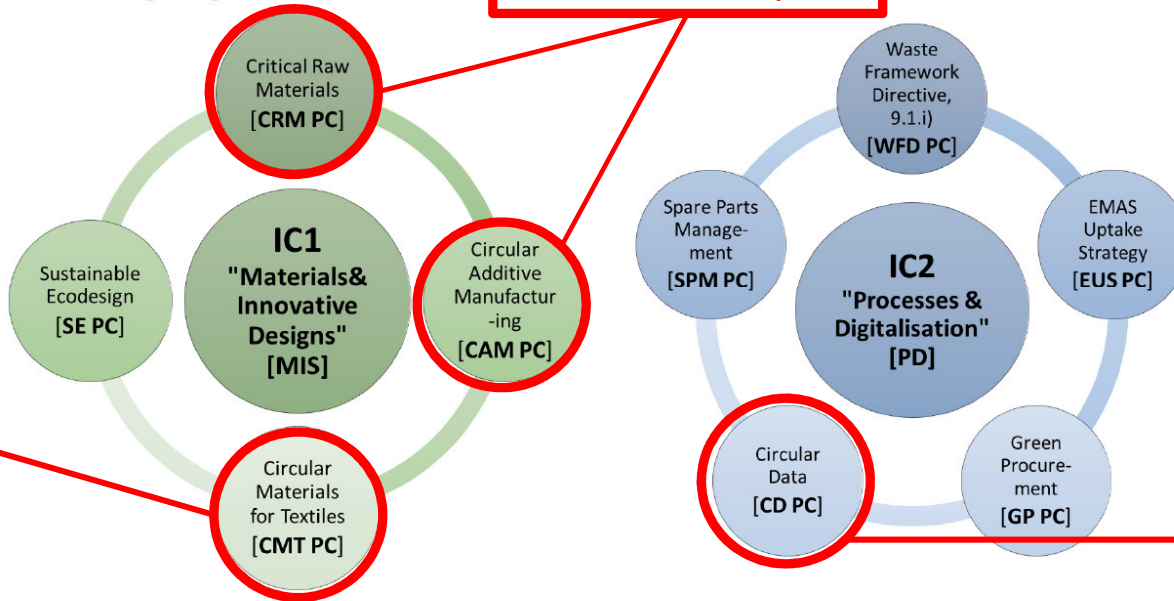 Critical Raw
Materials
[CRM PC]
Sustainable
Ecodesign
[SE PC]
IC1
"Materials&
Innovative
Designs"
[MIS]
Circular
Additive
Manufactur
-ing
[CAM PC]
Circular
Materials
for Textiles
[CMT PC]
Waste
Framework
Directive,
9.1.i)
[WFD PC]
Spare Parts
Manage-
ment
[SPM PC]
IC2
"Processes &
Digitalisation"
[PD]
EMAS
Uptake
Strategy
[EUS PC]
Circular
Data
[CD PC]
Green
Procure-
ment
[GP PC]